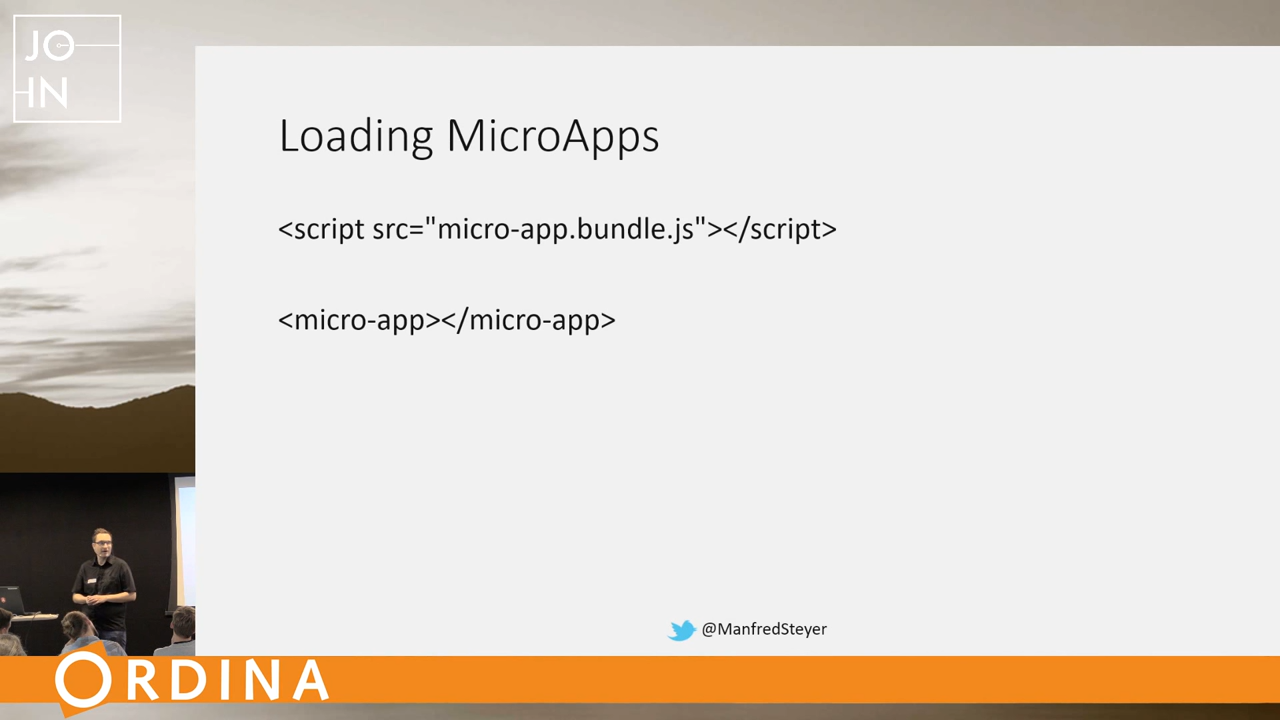 JO
IN
Loading MicroApps
<script src="micro-app.bundle.js"></script>
<micro-app></micro-app>
@ManfredSteyer
ORDINA